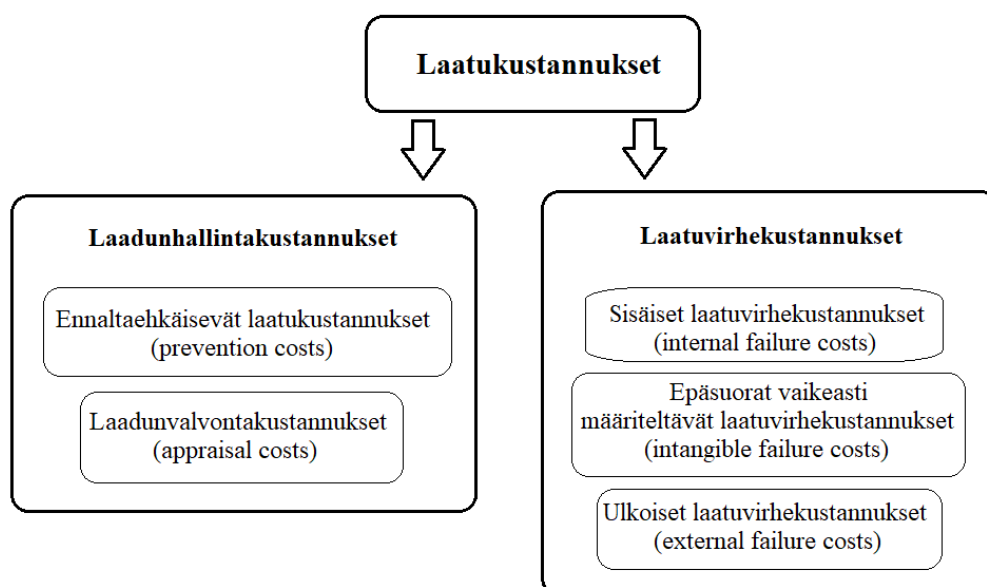 Laatukustannukset
Laadunhallintakustannukset
Ennaltaehkäisevät laatukustannukset
(prevention costs)
Laadunvalvontakustannukset
(appraisal costs)
Laatuvirhekustannukset
Sisäiset laatuvirhekustannukset
(internal failure costs)
Epäsuorat vaikeasti
määriteltävät laatuvirhekustannukset
(intangible failure costs)
Ulkoiset laatuvirhekustannukset
(external failure costs)